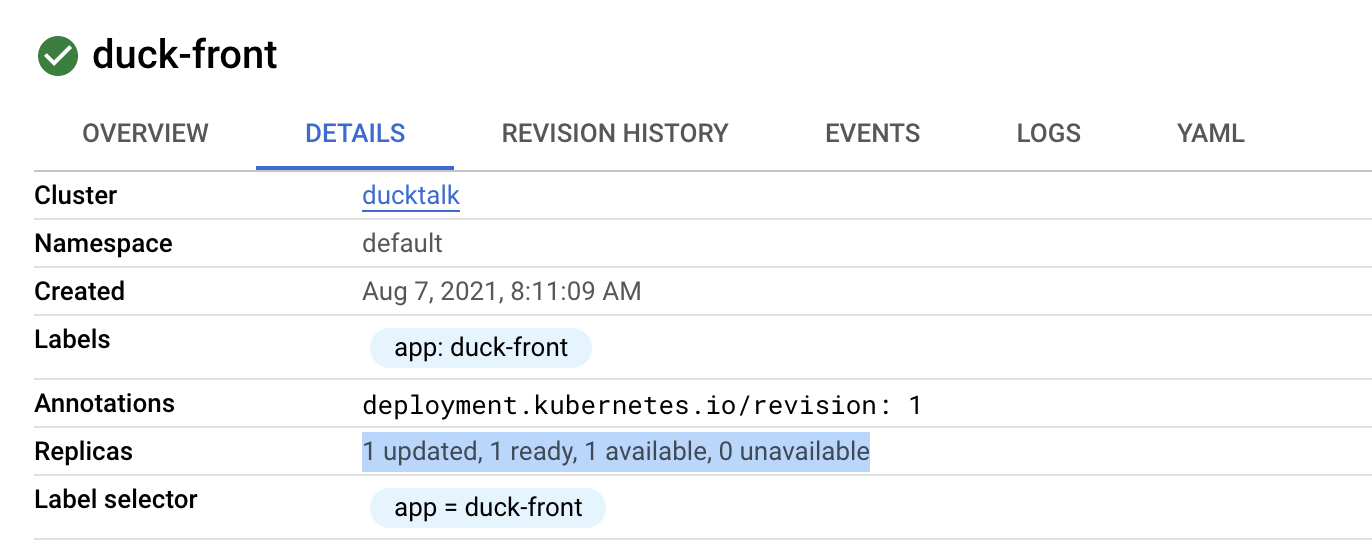 duck-front
OVERVIEW DETAILS REVISION HISTORY EVENTS LOGS YAML
Cluster ducktalk
Namespace default
Created Aug 7, 2021, 8:11:09 AM
Labels app: duck-front
Annotations deployment.kubernetes.io/revision: 1
Replicas 1 updated, 1 ready, 1 available, 0 unavailable
Label selector app = duck-front